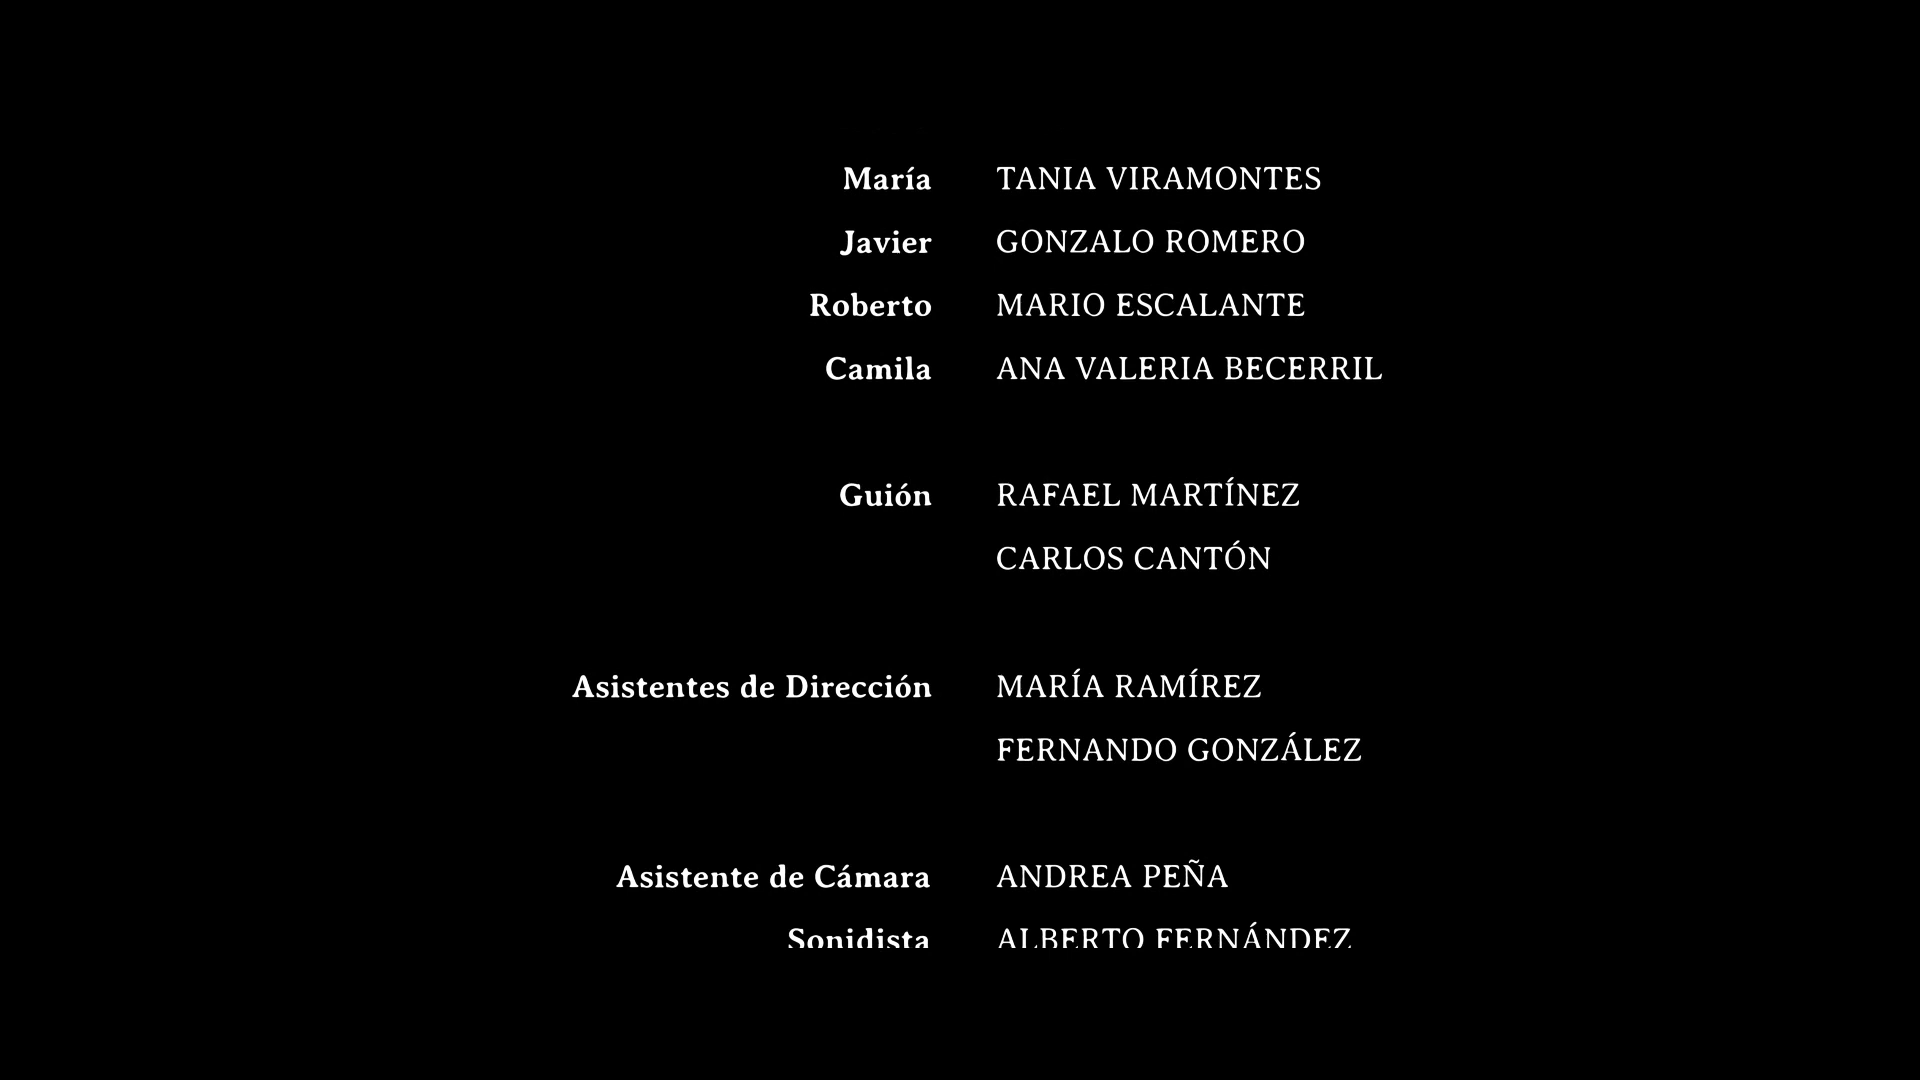 María TANIA VIRAMONTES
Javier GONZALO ROMERO
Roberto MARIO ESCALANTE
Camila ANA VALERIA BECERRIL
Guión RAFAEL MARTÍNEZ
CARLOS CANTÓN
Asistentes de Dirección MARÍA RAMÍREZ
FERNANDO GONZÁLEZ
Asistente de Cámara ANDREA PEÑA
Sonidista ALBERTO FERNÁNDEZ